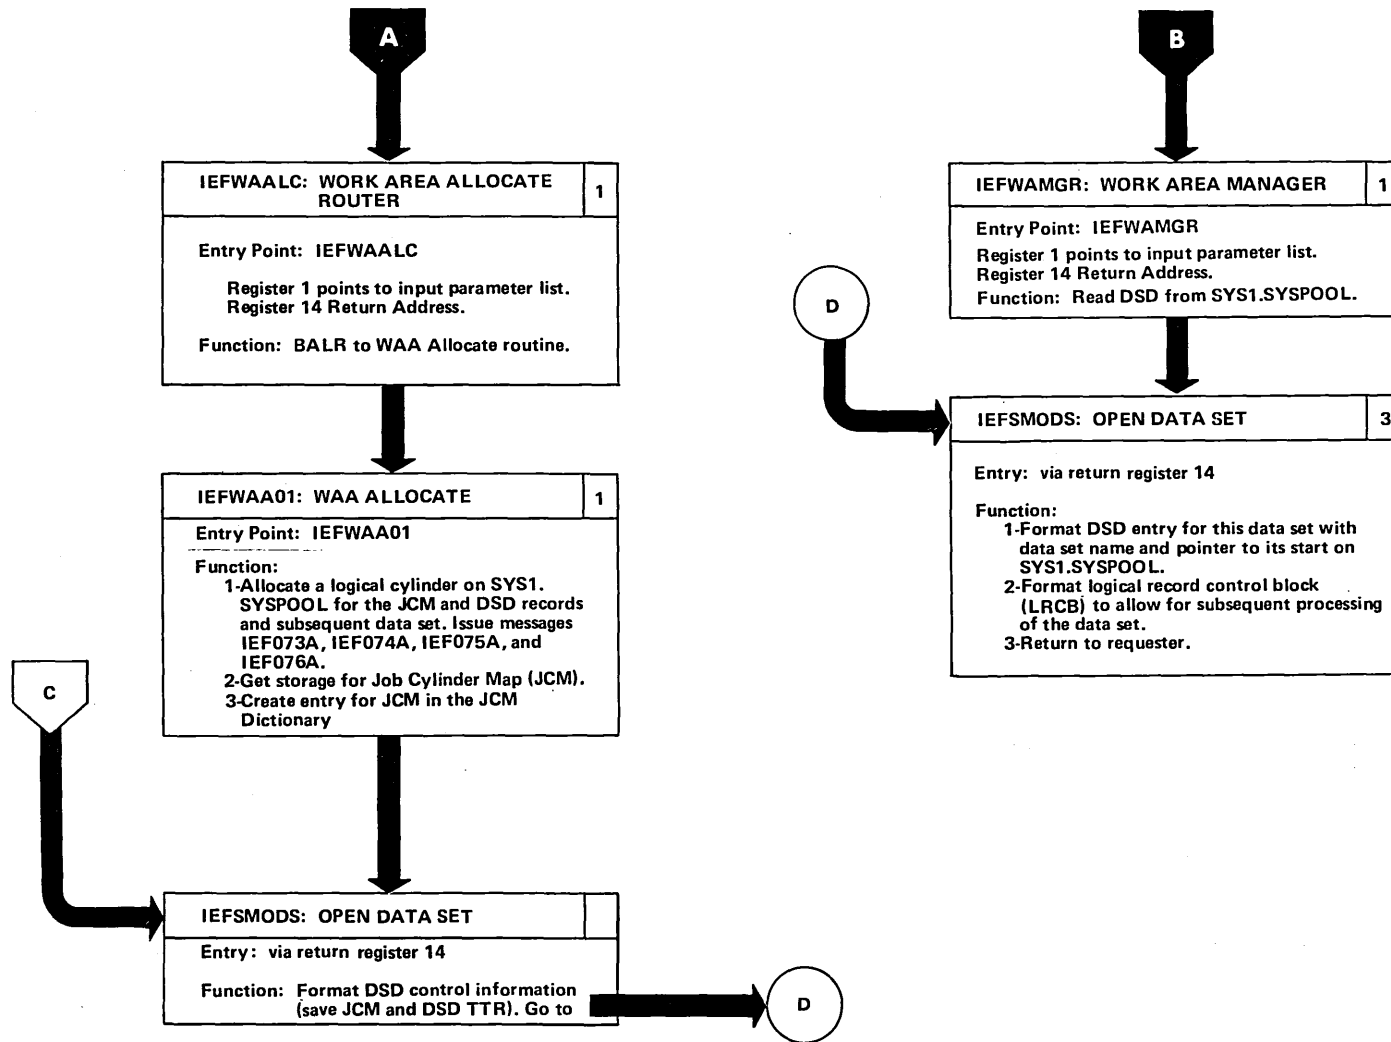 A
IEFWAALC: WORK AREA ALLOCATE
ROUTER
1
Entry Point: IEFWAALC
Register 1 points to input parameter list.
Register 14 Return Address.
Function: BALR to WAA Allocate routine.
IEFWAA01: WAA ALLOCATE
1
Entry Point: IEFWAA01
Function:
1-Allocate a logical cylinder on SYS1.
SYSPOOL for the JCM and DSD records
and subsequent data set. Issue messages
IEF073A, IEF074A, IEF075A, and
IEF076A.
2-Get storage for Job Cylinder Map (JCM).
3-Create entry for JCM in the JCM
Dictionary
C
IEFSMODS: OPEN DATA SET
Entry: via return register 14
Function: Format DSD control information
(save JCM and DSD TTR). Go to
D
B
IEFWAMGR: WORK AREA MANAGER
1
Entry Point: IEFWAMGR
Register 1 points to input parameter list.
Register 14 Return Address.
Function: Read DSD from SYS1.SYSPOOL.
D
IEFSMODS: OPEN DATA SET
3
Entry: via return register 14
Function:
1-Format DSD entry for this data set with
data set name and pointer to its start on
SYS1.SYSPOOL.
2-Format logical record control block
(LRCB) to allow for subsequent processing
of the data set.
3-Return to requester.